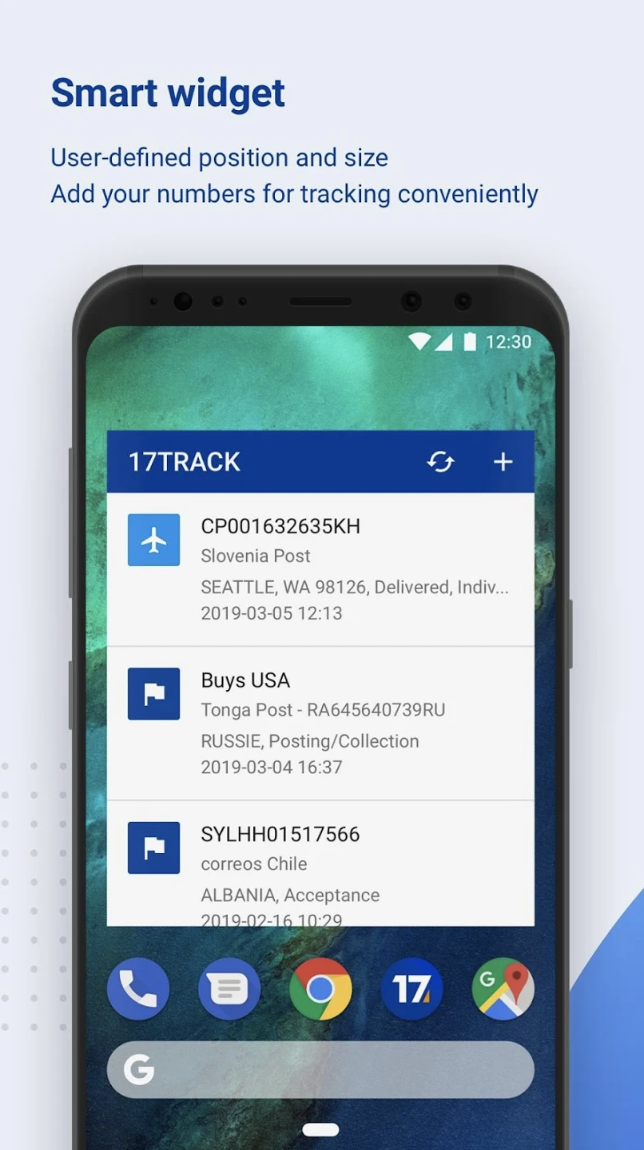 Smart widget
User-defined position and size
Add your numbers for tracking conveniently
12:30
17TRACK
CP001632635KH
Slovenia Post
SEATTLE, WA 98126, Delivered, Indiv...
2019-03-05 12:13
Buys USA
Tonga Post - RA645640739RU
RUSSIE, Posting/Collection
2019-03-04 16:37
SYLHH01517566
correos Chile
ALBANIA, Acceptance
2019-02-16 10:29
17
G
G